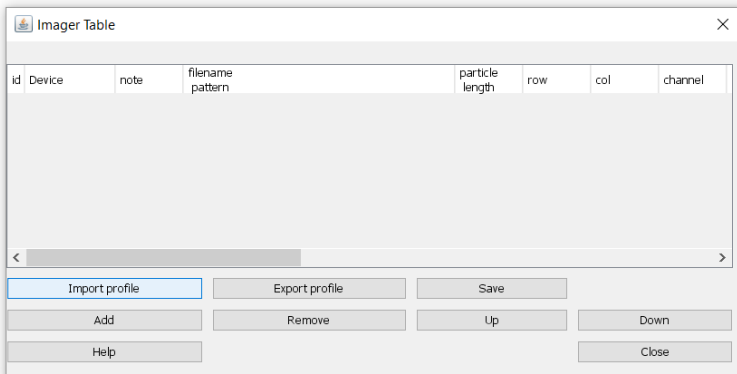 Imager Table
id Device note filename pattern particle length row col channel
Import profile Export profile Save
Add Remove Up Down
Help Close